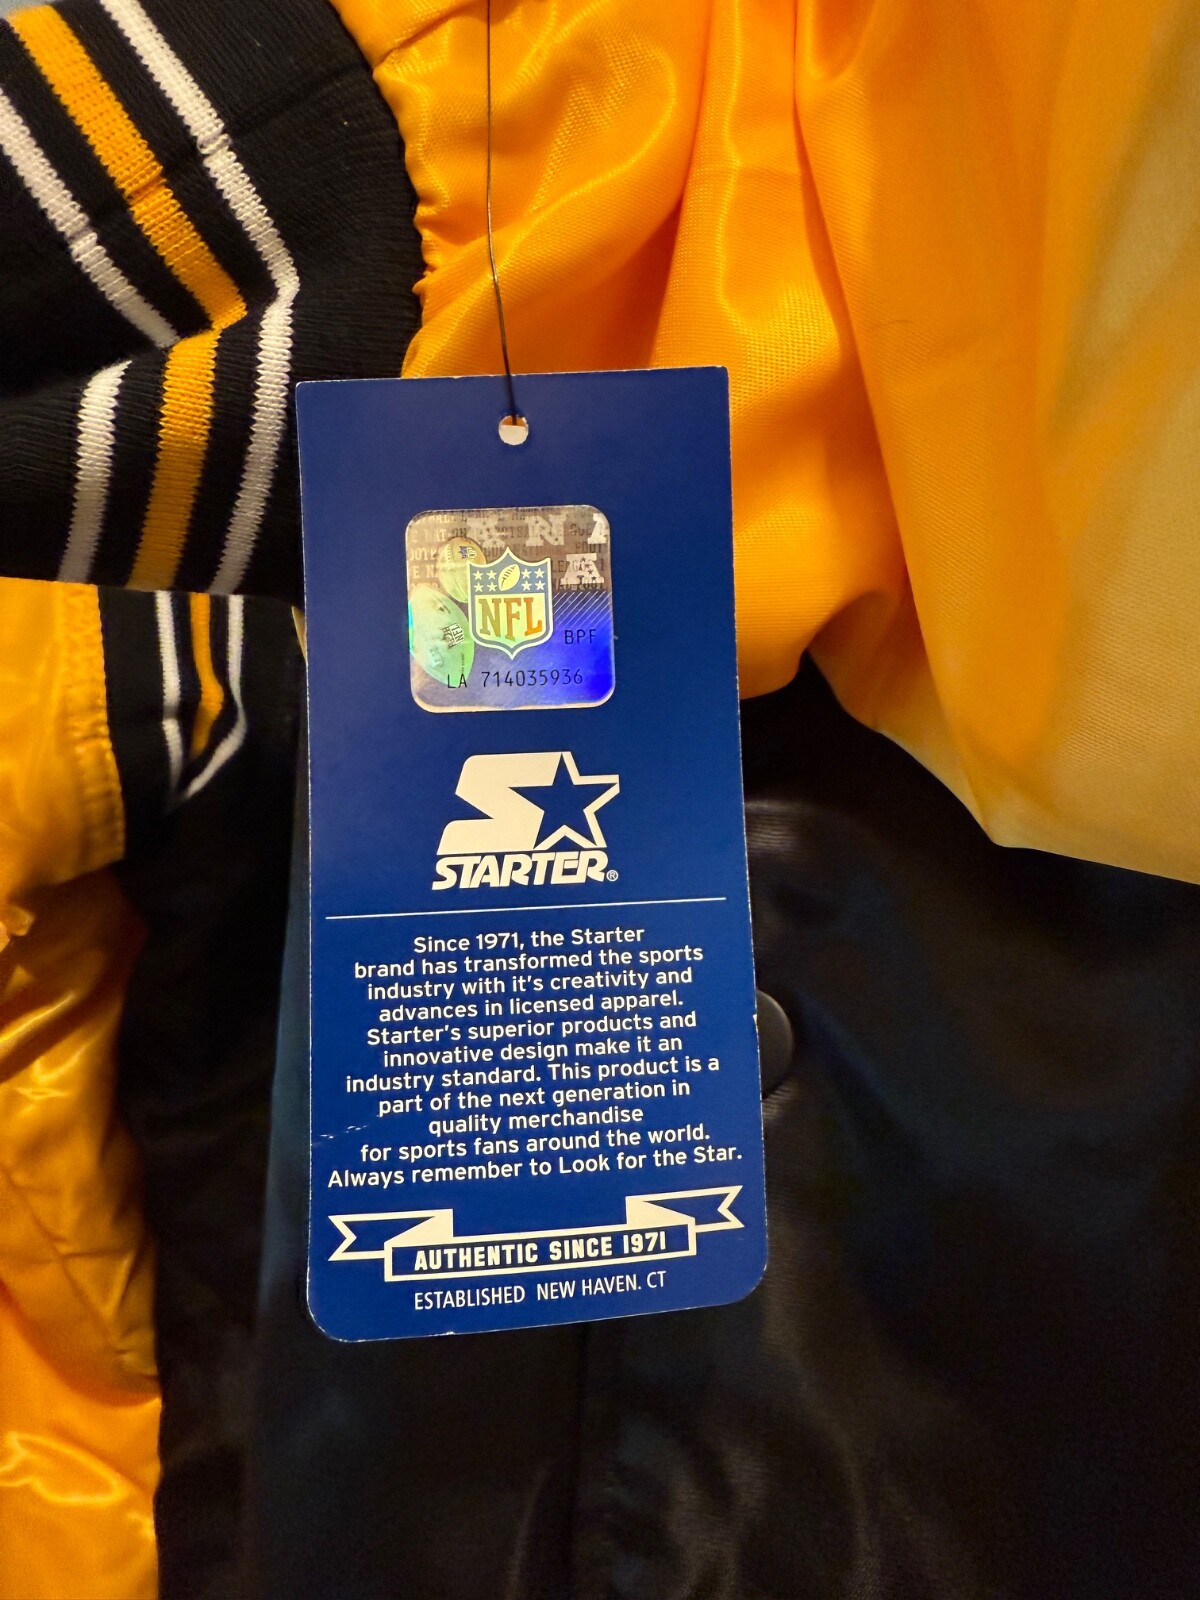 NFL
BPF
LA 714035936
STARTER®
Since 1971, the Starter
brand has transformed the sports
industry with it's creativity and
advances in licensed apparel.
Starter's superior products and
innovative design make it an
industry standard. This product is a
part of the next generation in
quality merchandise
for sports fans around the world.
Always remember to Look for the Star.
AUTHENTIC SINCE 1971
ESTABLISHED NEW HAVEN. CT